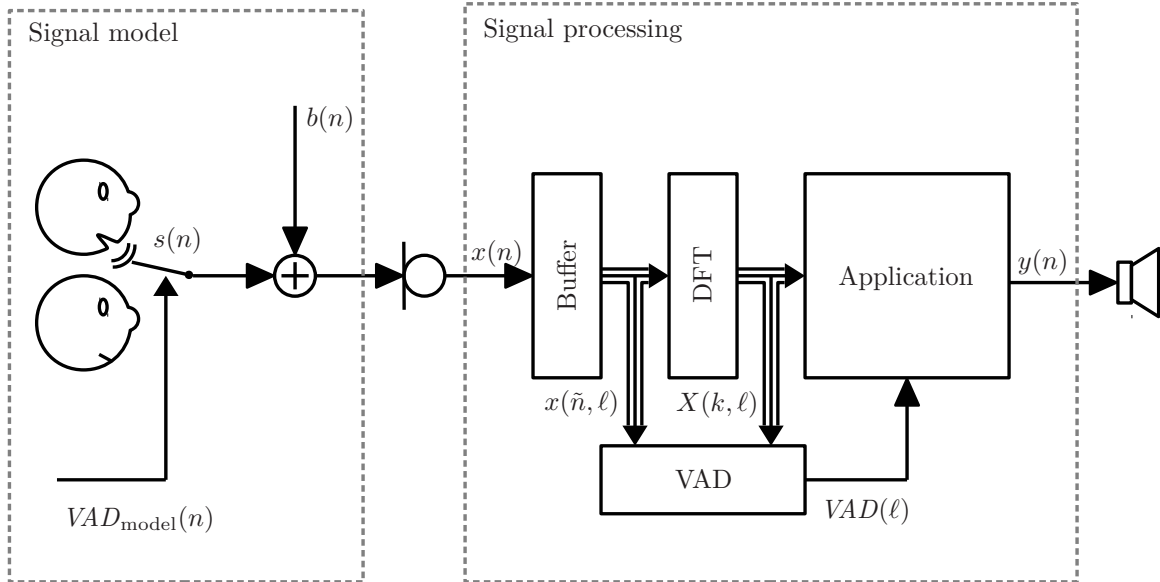 Signal model
Signal processing
b(n)
s(n)
x(n)
Buffer
DFT
Application
y(n)
x(ñ, ℓ)
X(k, ℓ)
VAD
VAD(ℓ)
VAD_model(n)